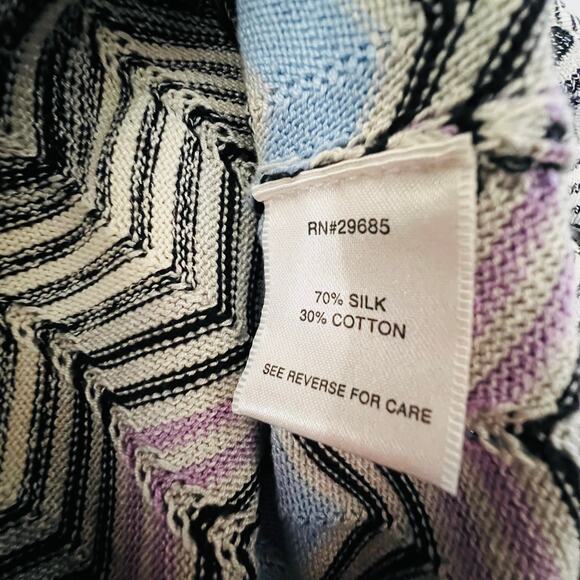 RN#29685
70% SILK
30% COTTON
SEE REVERSE FOR CARE